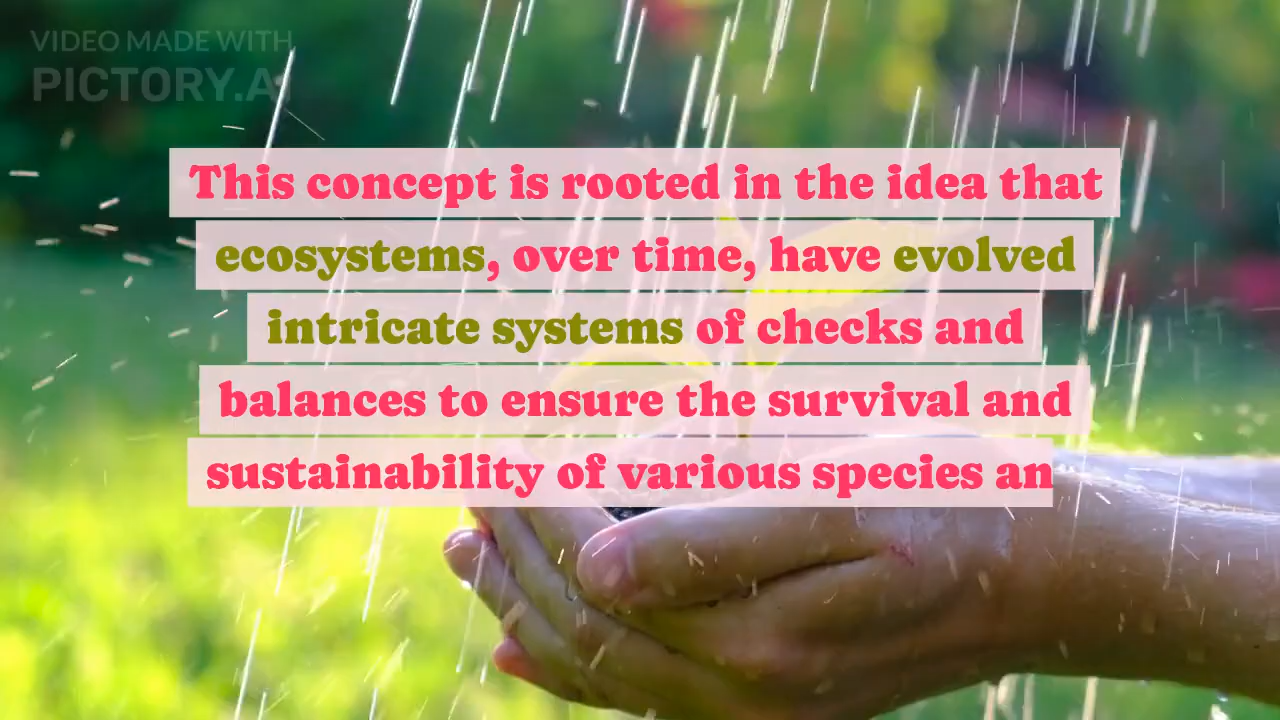 VIDEO MADE WITH
PICTORY.AI
This concept is rooted in the idea that
ecosystems, over time, have evolved
intricate systems of checks and
balances to ensure the survival and
sustainability of various species an